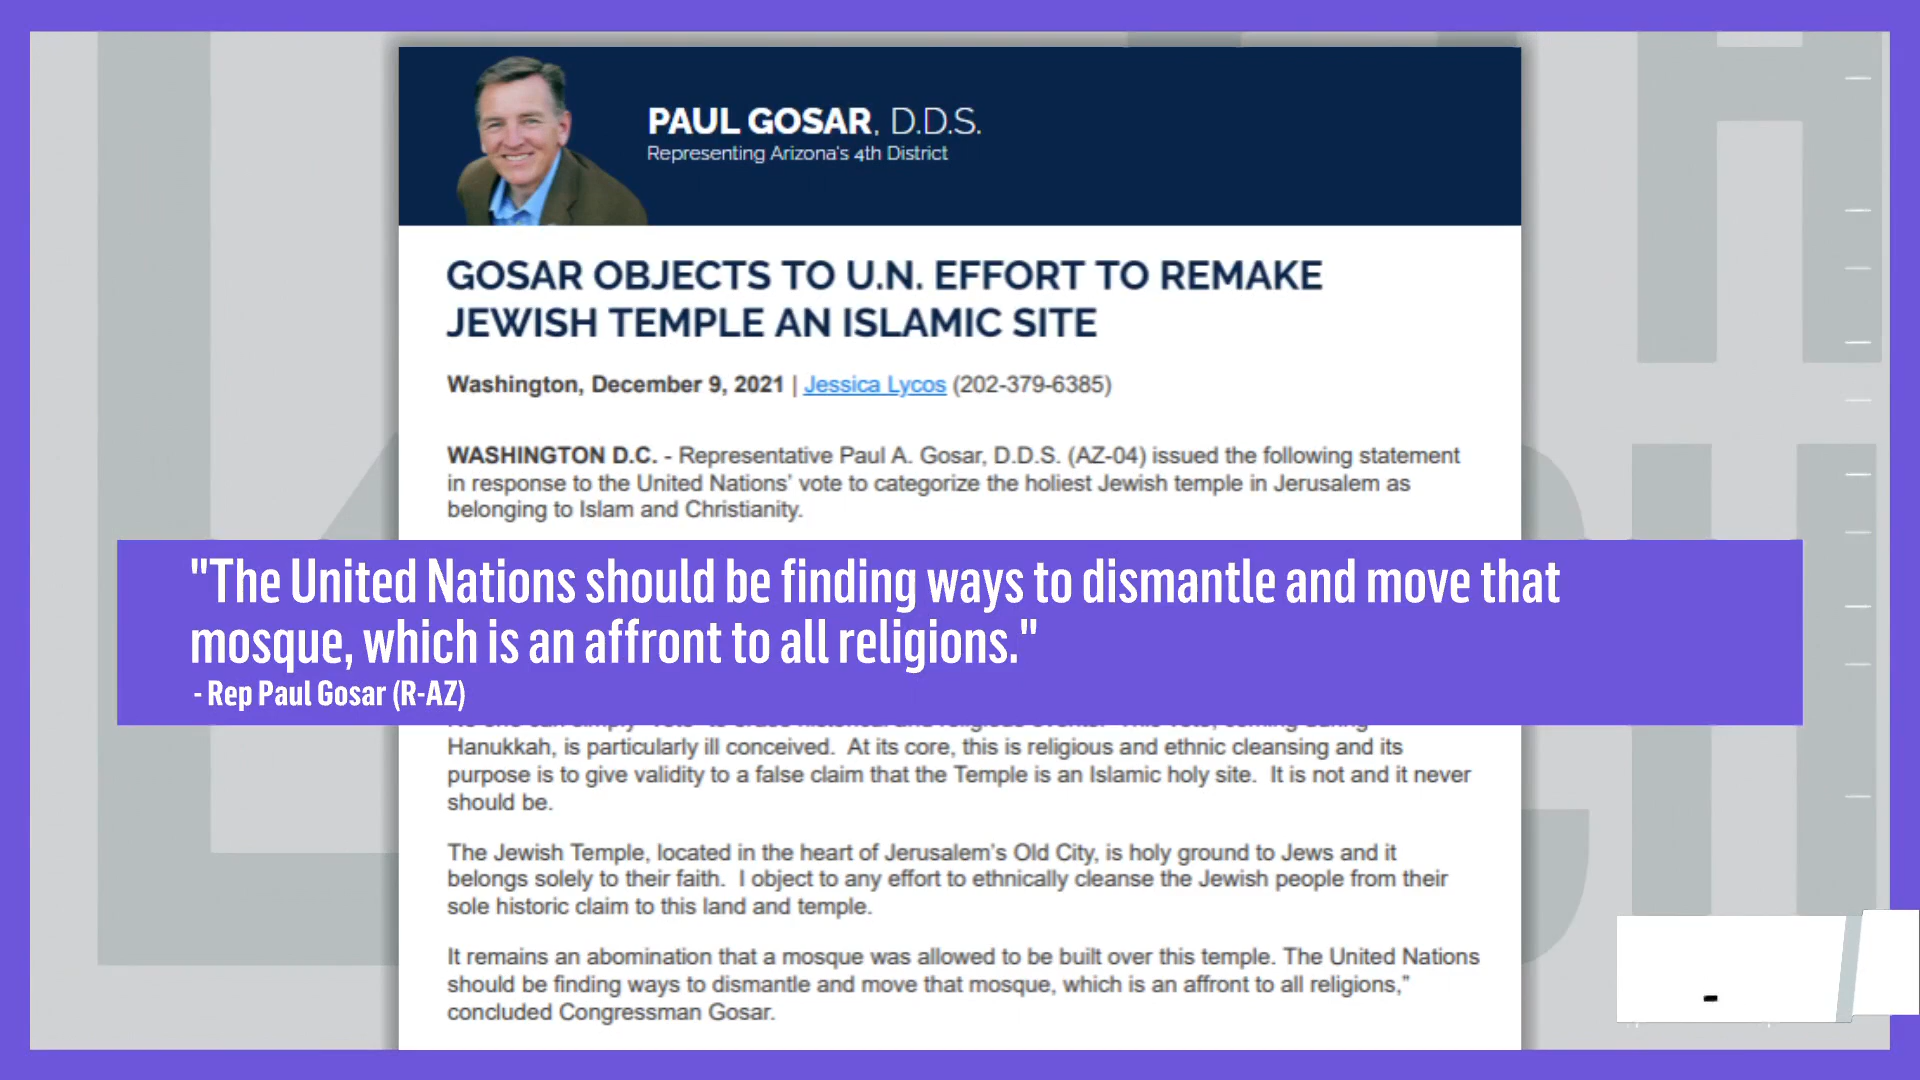 PAUL GOSAR, D.D.S.
Representing Arizona's 4th District
GOSAR OBJECTS TO U.N. EFFORT TO REMAKE
JEWISH TEMPLE AN ISLAMIC SITE
Washington, December 9, 2021 | Jessica Lycos (202-379-6385)
WASHINGTON D.C. - Representative Paul A. Gosar, D.D.S. (AZ-04) issued the following statement
in response to the United Nations' vote to categorize the holiest Jewish temple in Jerusalem as
belonging to Islam and Christianity.
"The United Nations should be finding ways to dismantle and move that
mosque, which is an affront to all religions."
- Rep Paul Gosar (R-AZ)
Hanukkah, is particularly ill conceived. At its core, this is religious and ethnic cleansing and its
purpose is to give validity to a false claim that the Temple is an Islamic holy site. It is not and it never
should be.
The Jewish Temple, located in the heart of Jerusalem's Old City, is holy ground to Jews and it
belongs solely to their faith. I object to any effort to ethnically cleanse the Jewish people from their
sole historic claim to this land and temple.
It remains an abomination that a mosque was allowed to be built over this temple. The United Nations
should be finding ways to dismantle and move that mosque, which is an affront to all religions,"
concluded Congressman Gosar.